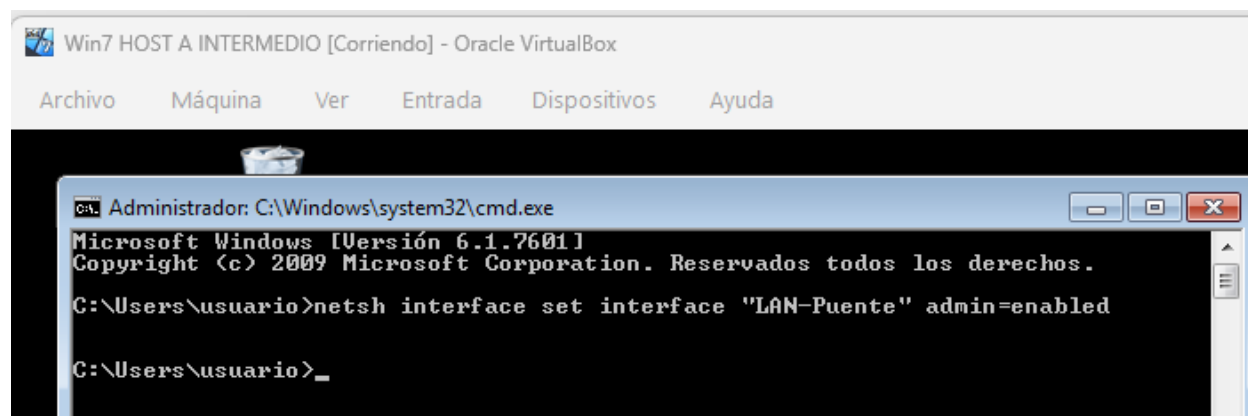 Win7 HOST A INTERMEDIO [Corriendo] - Oracle VirtualBox
Archivo Máquina Ver Entrada Dispositivos Ayuda
Administrador: C:\Windows\system32\cmd.exe
Microsoft Windows [Versión 6.1.7601]
Copyright (c) 2009 Microsoft Corporation. Reservados todos los derechos.
C:\Users\usuario>netsh interface set interface "LAN-Puente" admin=enabled
C:\Users\usuario>_